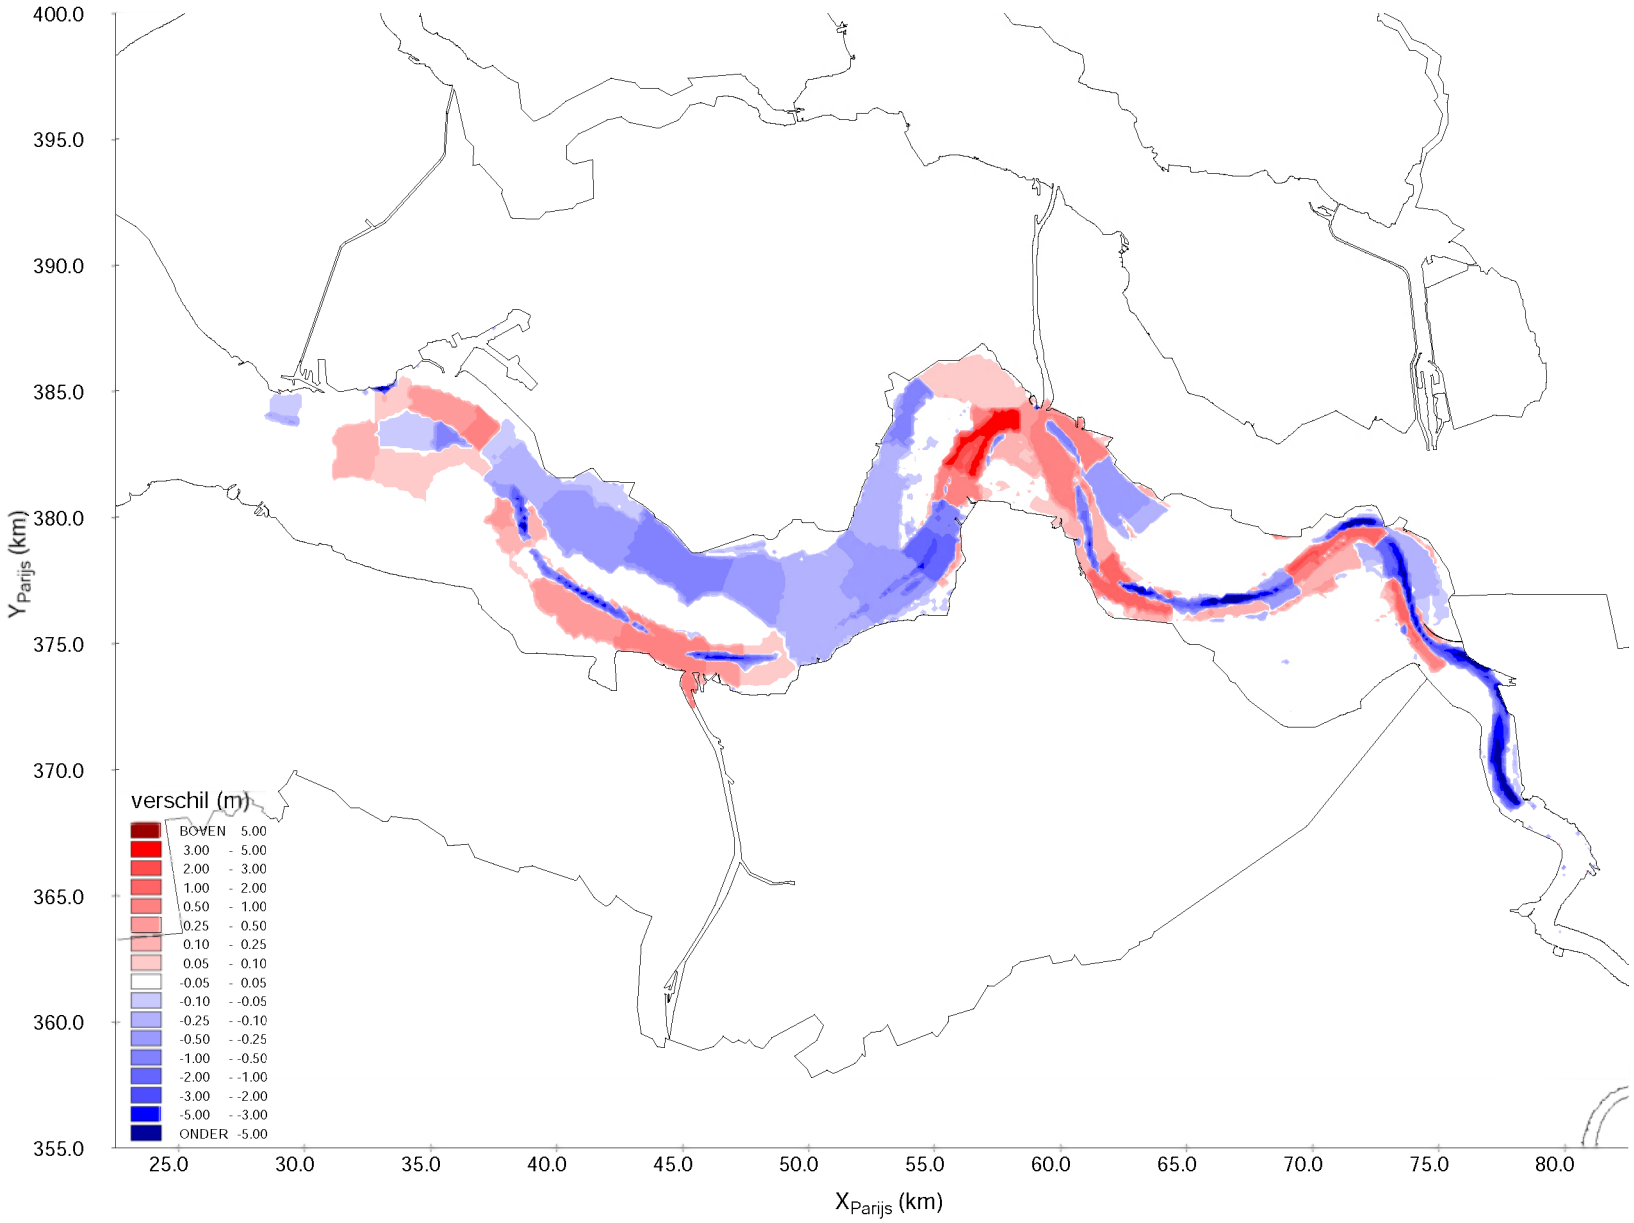 400.0
395.0
390.0
385.0
380.0
375.0
370.0
365.0
360.0
355.0
Y Parijs (km)
verschil (m)
BOVEN 5.00
3.00 - 5.00
2.00 - 3.00
1.00 - 2.00
0.50 - 1.00
0.25 - 0.50
0.10 - 0.25
0.05 - 0.10
-0.05 - 0.05
-0.10 - -0.05
-0.25 - -0.10
-0.50 - -0.25
-1.00 - -0.50
-2.00 - -1.00
-3.00 - -2.00
-5.00 - -3.00
ONDER -5.00
25.0 30.0 35.0 40.0 45.0 50.0 55.0 60.0 65.0 70.0 75.0 80.0
X Parijs (km)